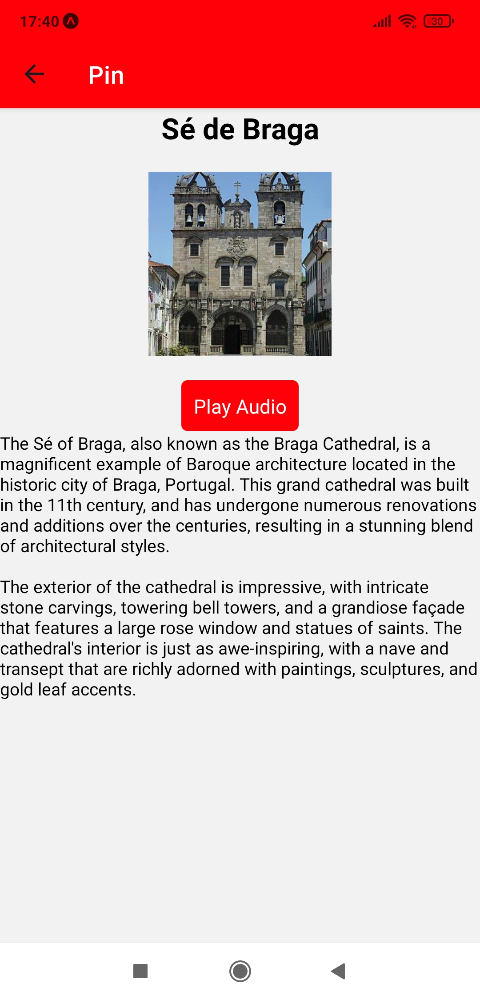 17:40
30
Pin
Sé de Braga
Play Audio
The Sé of Braga, also known as the Braga Cathedral, is a
magnificent example of Baroque architecture located in the
historic city of Braga, Portugal. This grand cathedral was built
in the 11th century, and has undergone numerous renovations
and additions over the centuries, resulting in a stunning blend
of architectural styles.
The exterior of the cathedral is impressive, with intricate
stone carvings, towering bell towers, and a grandiose façade
that features a large rose window and statues of saints. The
cathedral's interior is just as awe-inspiring, with a nave and
transept that are richly adorned with paintings, sculptures, and
gold leaf accents.